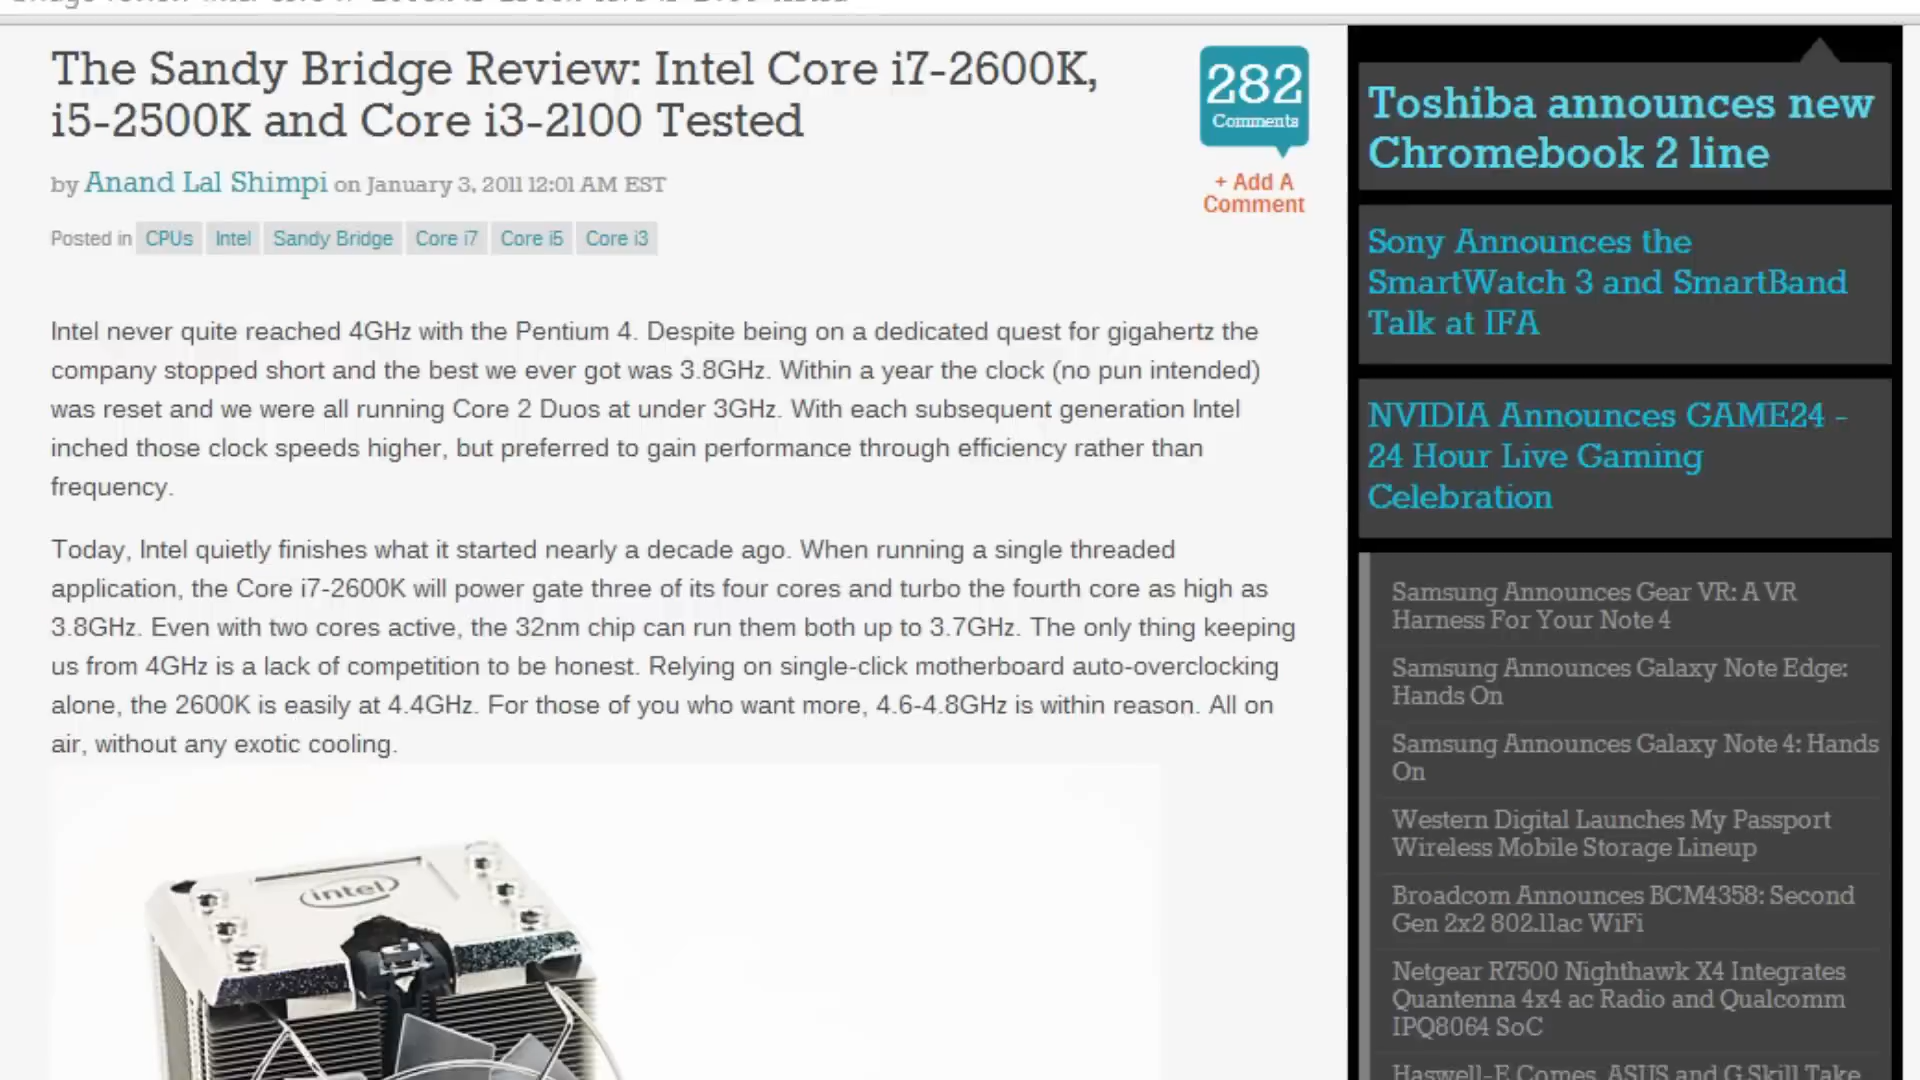 The Sandy Bridge Review: Intel Core i7-2600K,
i5-2500K and Core i3-2100 Tested
by Anand Lal Shimpi on January 3, 2011 12:01 AM EST
Posted in CPUs Intel Sandy Bridge Core i7 Core i5 Core i3
282
Comments
+ Add A
Comment
Intel never quite reached 4GHz with the Pentium 4. Despite being on a dedicated quest for gigahertz the
company stopped short and the best we ever got was 3.8GHz. Within a year the clock (no pun intended)
was reset and we were all running Core 2 Duos at under 3GHz. With each subsequent generation Intel
inched those clock speeds higher, but preferred to gain performance through efficiency rather than
frequency.
Today, Intel quietly finishes what it started nearly a decade ago. When running a single threaded
application, the Core i7-2600K will power gate three of its four cores and turbo the fourth core as high as
3.8GHz. Even with two cores active, the 32nm chip can run them both up to 3.7GHz. The only thing keeping
us from 4GHz is a lack of competition to be honest. Relying on single-click motherboard auto-overclocking
alone, the 2600K is easily at 4.4GHz. For those of you who want more, 4.6-4.8GHz is within reason. All on
air, without any exotic cooling.
intel
Toshiba announces new
Chromebook 2 line
Sony Announces the
SmartWatch 3 and SmartBand
Talk at IFA
NVIDIA Announces GAME24 -
24 Hour Live Gaming
Celebration
Samsung Announces Gear VR: A VR
Harness For Your Note 4
Samsung Announces Galaxy Note Edge:
Hands On
Samsung Announces Galaxy Note 4: Hands
On
Western Digital Launches My Passport
Wireless Mobile Storage Lineup
Broadcom Announces BCM4358: Second
Gen 2x2 802.11ac WiFi
Netgear R7500 Nighthawk X4 Integrates
Quantenna 4x4 ac Radio and Qualcomm
IPQ8064 SoC
Haswell-E Comes, ASUS and G.Skill Take